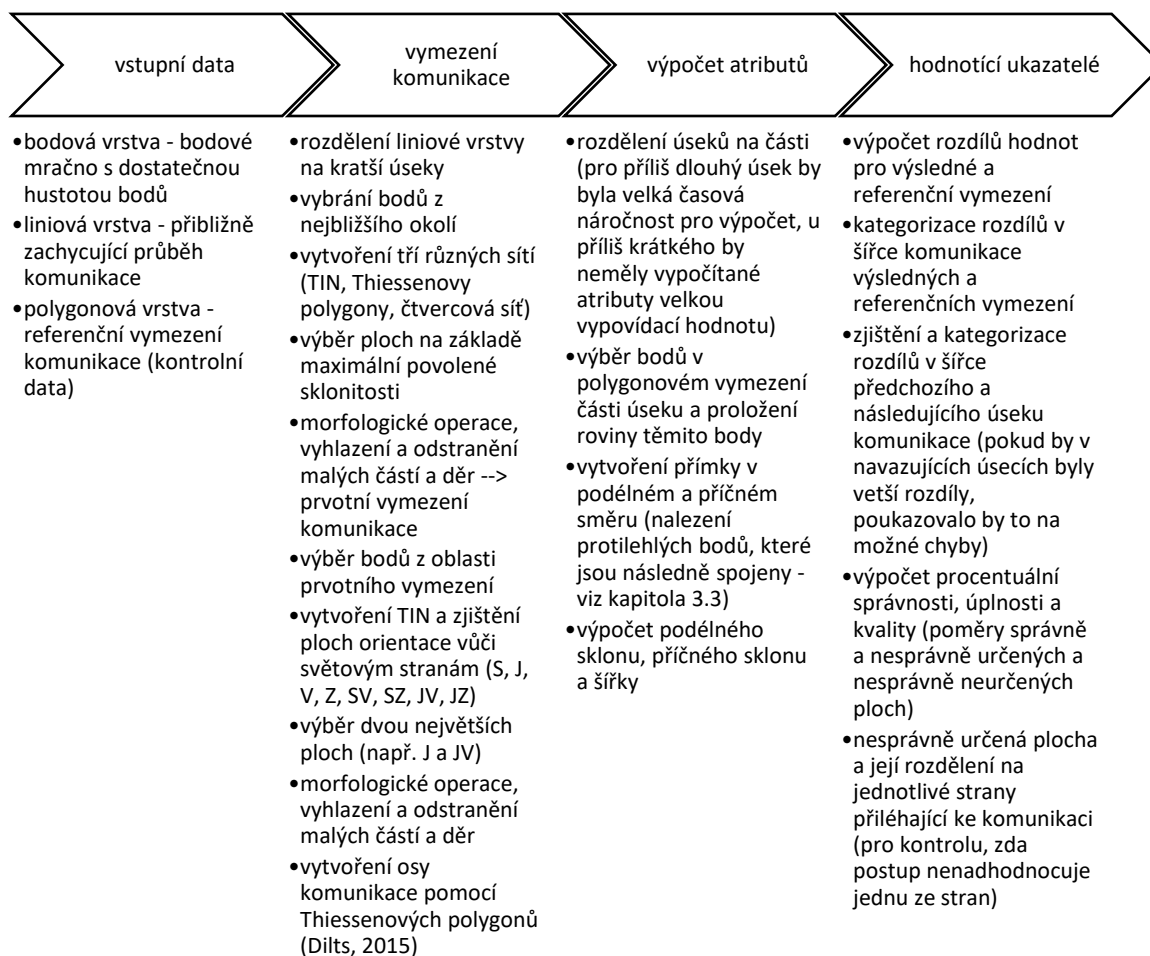 vstupní data
vymezení
komunikace
výpočet atributů
hodnotící ukazatelé
•bodová vrstva - bodové
mračno s dostatečnou
hustotou bodů
•liniová vrstva - přibližně
zachycující průběh
komunikace
•polygonová vrstva -
referenční vymezení
komunikace (kontrolní
data)
•rozdělení liniové vrstvy
na kratší úseky
•vybrání bodů z
nejbližšího okolí
•vytvoření tří různých sítí
(TIN, Thiessenovy
polygony, čtvercová síť)
•výběr ploch na základě
maximální povolené
sklonitosti
•morfologické operace,
vyhlazení a odstranění
malých částí a děr -->
prvotní vymezení
komunikace
•výběr bodů z oblasti
prvotního vymezení
•vytvoření TIN a zjištění
ploch orientace vůči
světovým stranám (S, J,
V, Z, SV, SZ, JV, JZ)
•výběr dvou největších
ploch (např. J a JV)
•morfologické operace,
vyhlazení a odstranění
malých částí a děr
•vytvoření osy
komunikace pomocí
Thiessenových polygonů
(Dilts, 2015)
•rozdělení úseků na části
(pro příliš dlouhý úsek by
byla velká časová
náročnost pro výpočet, u
příliš krátkého by
neměly vypočítané
atributy velkou
vypovídací hodnotu)
•výběr bodů v
polygonovém vymezení
části úseku a proložení
roviny těmito body
•vytvoření přímky v
podélném a příčném
směru (nalezení
protilehlých bodů, které
jsou následně spojeny -
viz kapitola 3.3)
•výpočet podélného
sklonu, příčného sklonu
a šířky
•výpočet rozdílů hodnot
pro výsledné a
referenční vymezení
•kategorizace rozdílů v
šířce komunikace
výsledných a
referenčních vymezení
•zjištění a kategorizace
rozdílů v šířce
předchozího a
následujícího úseku
komunikace (pokud by v
navazujících úsecích byly
vetší rozdíly,
poukazovalo by to na
možné chyby)
•výpočet procentuální
správnosti, úplnosti a
kvality (poměry správně
a nesprávně určených a
nesprávně neurčených
ploch)
•nesprávně určená plocha
a její rozdělení na
jednotlivé strany
přiléhající ke komunikaci
(pro kontrolu, zda
postup nenadhodnocuje
jednu ze stran)